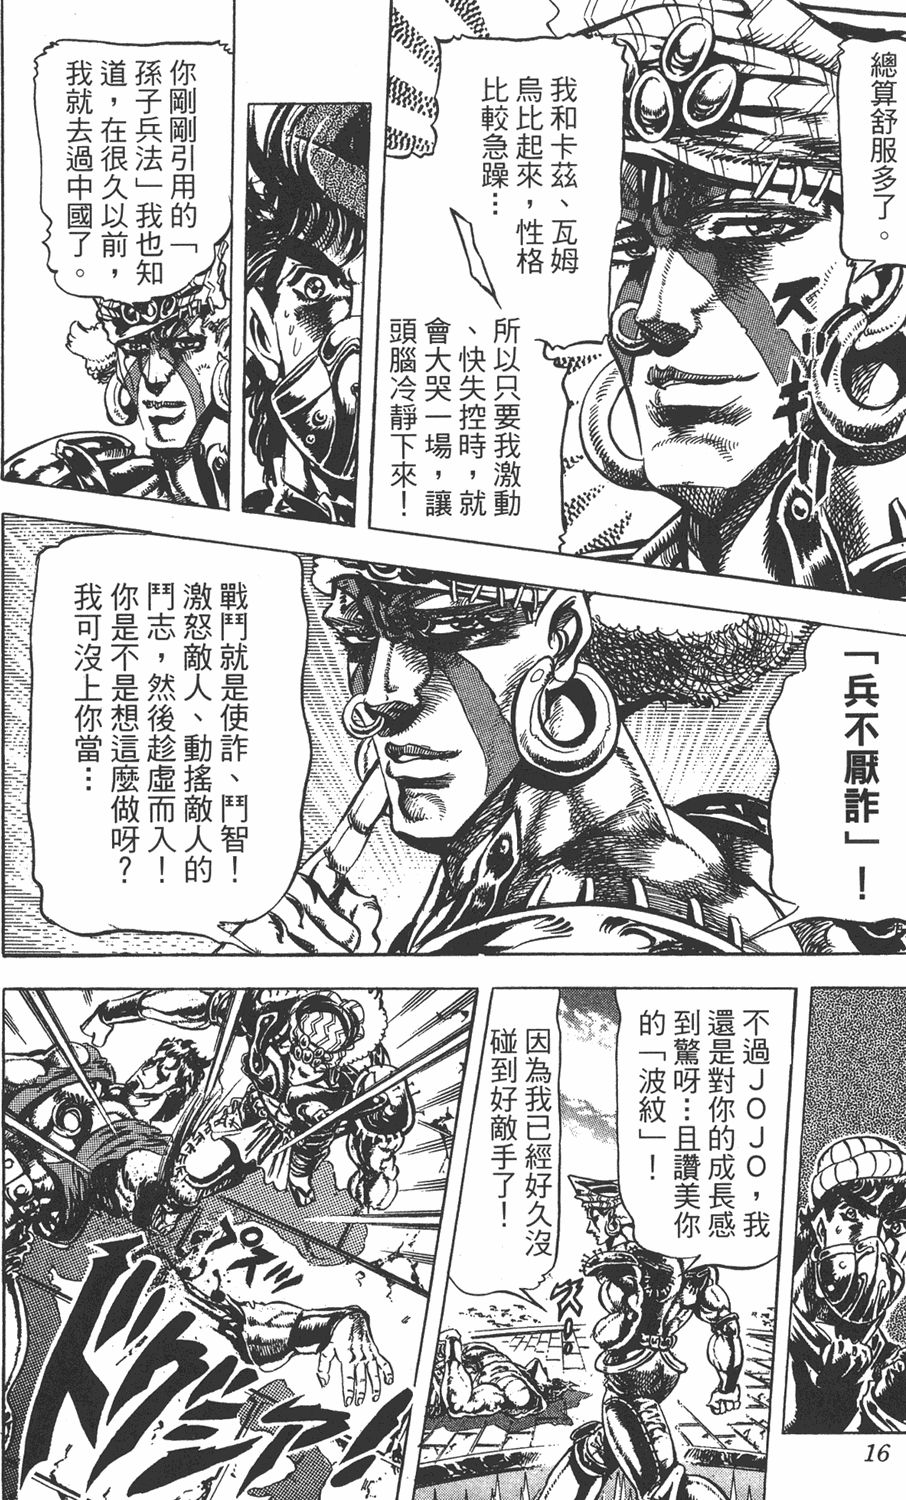 總算舒服多了。
我和卡茲、瓦姆
烏比起來，性格
比較急躁…
所以只要我激動
、快失控時，就
會大哭一場，讓
頭腦冷靜下來！
スッキ
你剛剛引用的「
孫子兵法」我也知
道，在很久以前，
我就去過中國了。
「兵不厭詐」！
戰鬥就是使詐、鬥智！
激怒敵人、動搖敵人的
鬥志，然後趁虛而入！
你是不是想這麼做呀？
我可沒上你當…
不過JOJO，我
還是對你的成長感
到驚呀…且讚美你
的「波紋」！
因為我已經好久沒
碰到好敵手了！
16